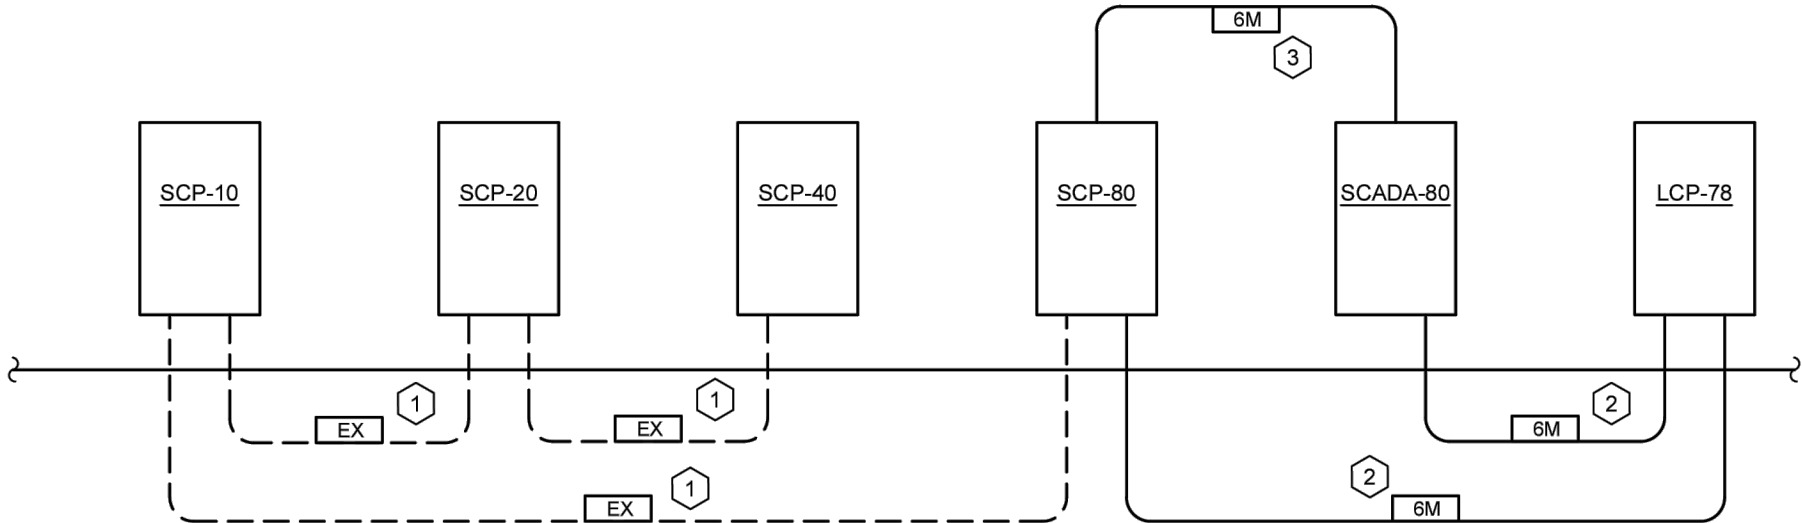 6M
3
SCP-10
SCP-20
SCP-40
SCP-80
SCADA-80
LCP-78
1
1
2
EX
EX
6M
1
2
EX
6M